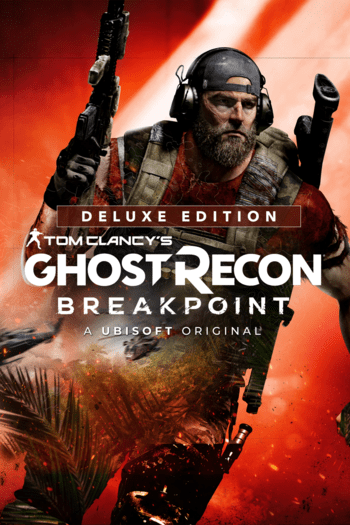 DELUXE EDITION
TOM CLANCY'S
GHOST RECON
BREAKPOINT
A UBISOFT ORIGINAL